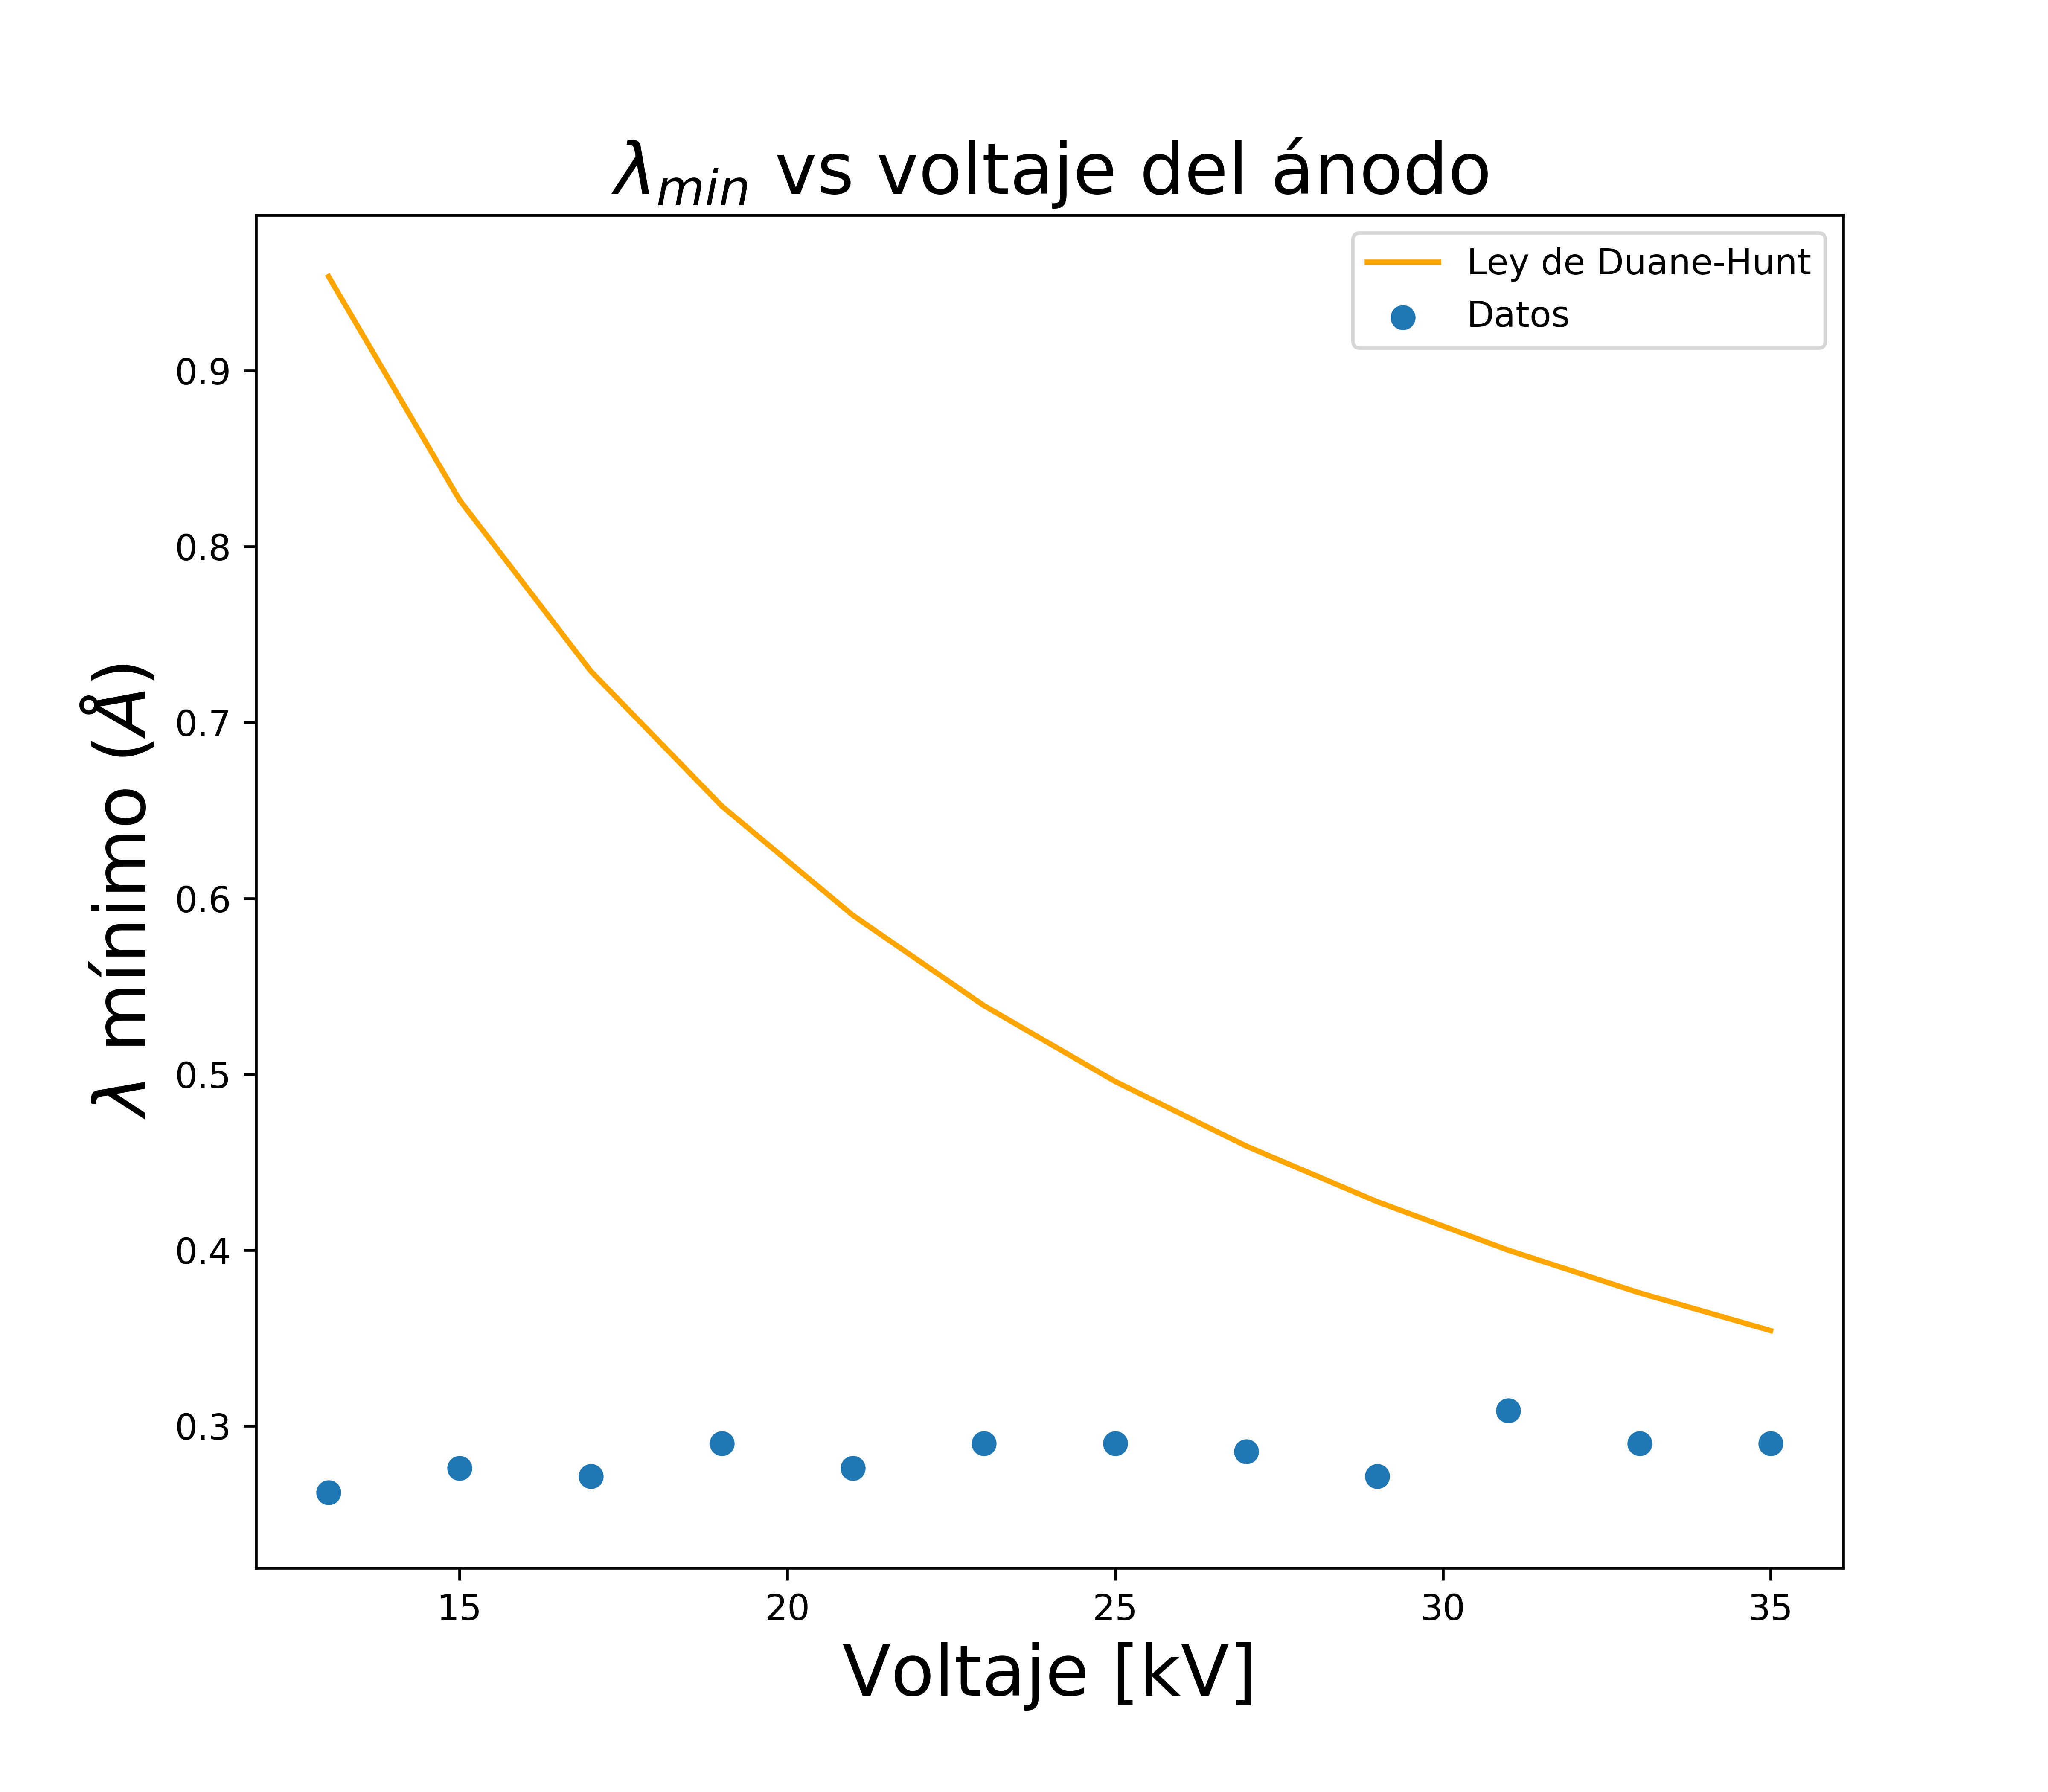 λmin vs voltaje del ánodo
Ley de Duane-Hunt
Datos
λ mínimo (Å)
0.9
0.8
0.7
0.6
0.5
0.4
0.3
15 20 25 30 35
Voltaje [kV]